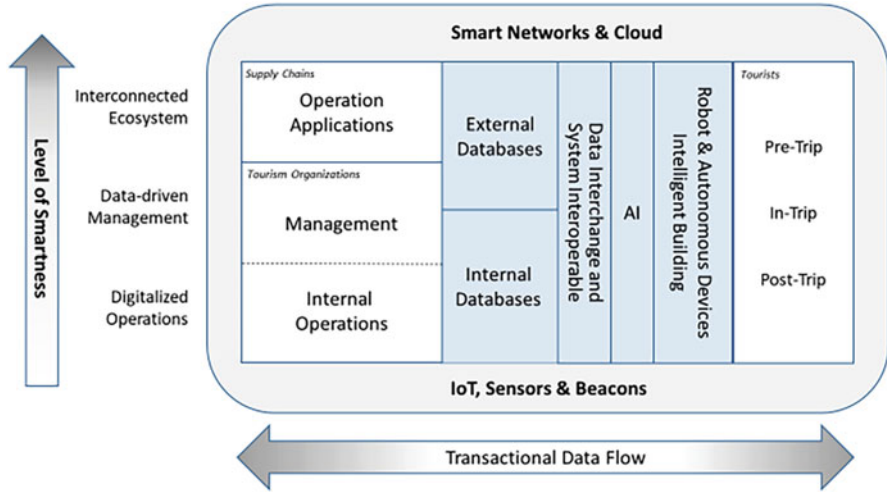 Smart Networks & Cloud
Level of Smartness
Interconnected
Ecosystem
Data-driven
Management
Digitalized
Operations
Supply Chains
Operation
Applications
Tourism Organizations
Management
Internal
Operations
External
Databases
Internal
Databases
Data Interchange and
System Interoperable
AI
Robot & Autonomous Devices
Intelligent Building
Tourists
Pre-Trip
In-Trip
Post-Trip
IoT, Sensors & Beacons
Transactional Data Flow